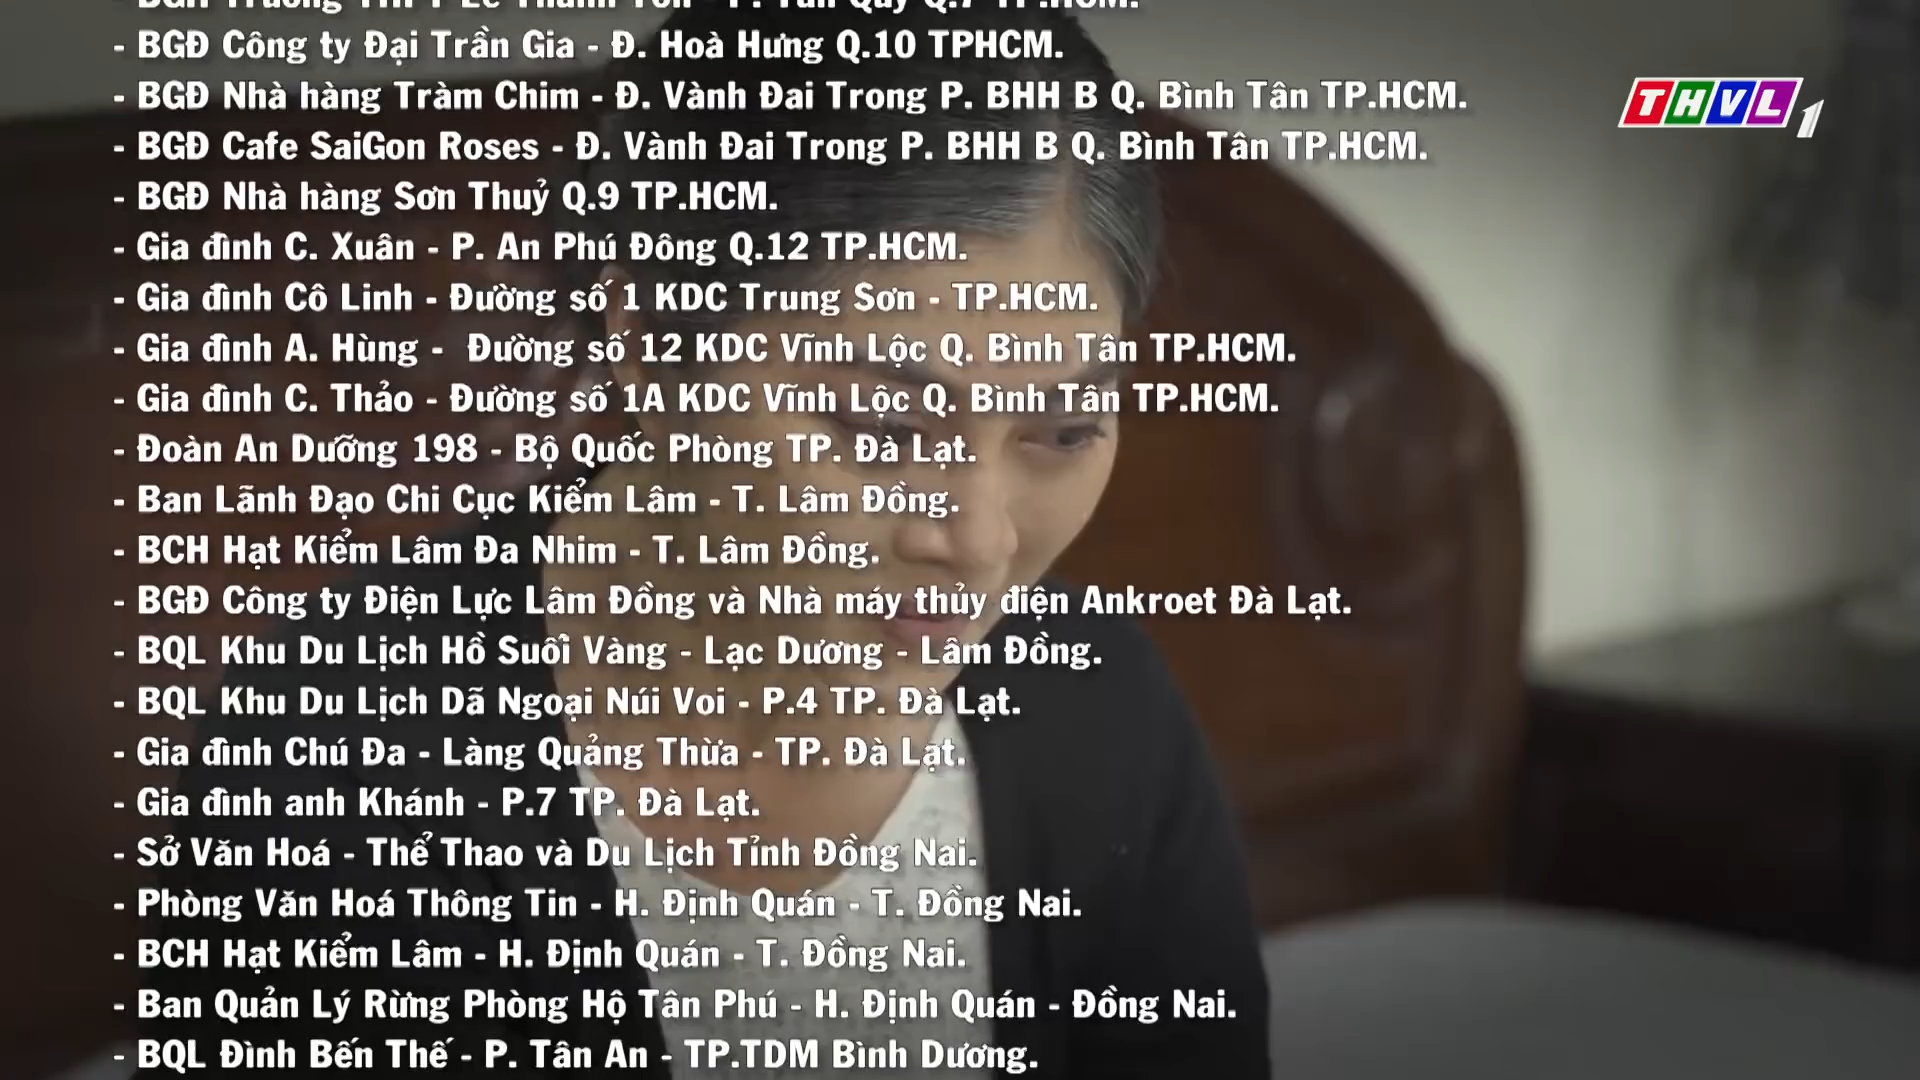 - BGĐ Công ty Đại Trần Gia - Đ. Hoà Hưng Q.10 TPHCM.
- BGĐ Nhà hàng Tràm Chim - Đ. Vành Đai Trong P. BHH B Q. Bình Tân TP.HCM.
THVL1
- BGĐ Cafe SaiGon Roses - Đ. Vành Đai Trong P. BHH B Q. Bình Tân TP.HCM.
- BGĐ Nhà hàng Sơn Thuỷ Q.9 TP.HCM.
- Gia đình C. Xuân - P. An Phú Đông Q.12 TP.HCM.
- Gia đình Cô Linh - Đường số 1 KDC Trung Sơn - TP.HCM.
- Gia đình A. Hùng - Đường số 12 KDC Vĩnh Lộc Q. Bình Tân TP.HCM.
- Gia đình C. Thảo - Đường số 1A KDC Vĩnh Lộc Q. Bình Tân TP.HCM.
- Đoàn An Dưỡng 198 - Bộ Quốc Phòng TP. Đà Lạt.
- Ban Lãnh Đạo Chi Cục Kiểm Lâm - T. Lâm Đồng.
- BCH Hạt Kiểm Lâm Đa Nhim - T. Lâm Đồng.
- BGĐ Công ty Điện Lực Lâm Đồng và Nhà máy thủy điện Ankroet Đà Lạt.
- BQL Khu Du Lịch Hồ Suối Vàng - Lạc Dương - Lâm Đồng.
- BQL Khu Du Lịch Dã Ngoại Núi Voi - P.4 TP. Đà Lạt.
- Gia đình Chú Đa - Làng Quảng Thừa - TP. Đà Lạt.
- Gia đình anh Khánh - P.7 TP. Đà Lạt.
- Sở Văn Hoá - Thể Thao và Du Lịch Tỉnh Đồng Nai.
- Phòng Văn Hoá Thông Tin - H. Định Quán - T. Đồng Nai.
- BCH Hạt Kiểm Lâm - H. Định Quán - T. Đồng Nai.
- Ban Quản Lý Rừng Phòng Hộ Tân Phú - H. Định Quán - Đồng Nai.
- BQL Đình Bến Thế - P. Tân An - TP.TDM Bình Dương.